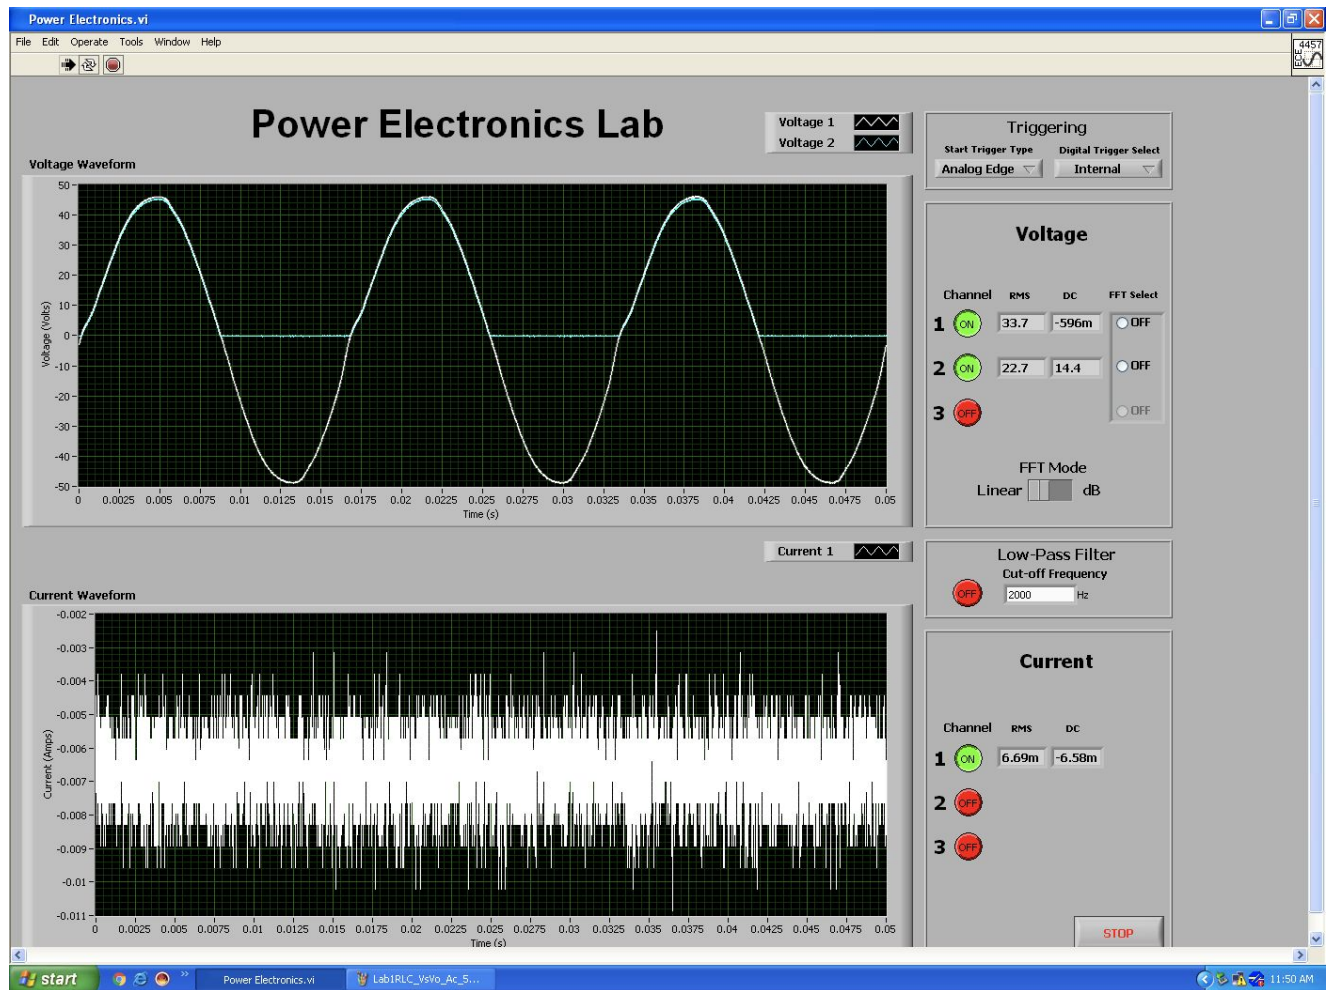 Power Electronics.vi
File Edit Operate Tools Window Help
ECE 4457
Power Electronics Lab
Voltage 1
Voltage 2
Voltage Waveform
50
40
30
20
10
0
-10
-20
-30
-40
-50
Voltage (Volts)
0 0.0025 0.005 0.0075 0.01 0.0125 0.015 0.0175 0.02 0.0225 0.025 0.0275 0.03 0.0325 0.035 0.0375 0.04 0.0425 0.045 0.0475 0.05
Time (s)
Current 1
Current Waveform
-0.002
-0.003
-0.004
-0.005
-0.006
-0.007
-0.008
-0.009
-0.01
-0.011
Current (Amps)
0 0.0025 0.005 0.0075 0.01 0.0125 0.015 0.0175 0.02 0.0225 0.025 0.0275 0.03 0.0325 0.035 0.0375 0.04 0.0425 0.045 0.0475 0.05
Time (s)
Triggering
Start Trigger Type Digital Trigger Select
Analog Edge Internal
Voltage
Channel RMS DC FFT Select
1 ON 33.7 -596m OFF
2 ON 22.7 14.4 OFF
3 OFF OFF
FFT Mode
Linear dB
Low-Pass Filter
Cut-off Frequency
OFF 2000 Hz
Current
Channel RMS DC
1 ON 6.69m -6.58m
2 OFF
3 OFF
STOP
start Power Electronics.vi Lab1RLC_VsVo_Ac_5... 11:50 AM